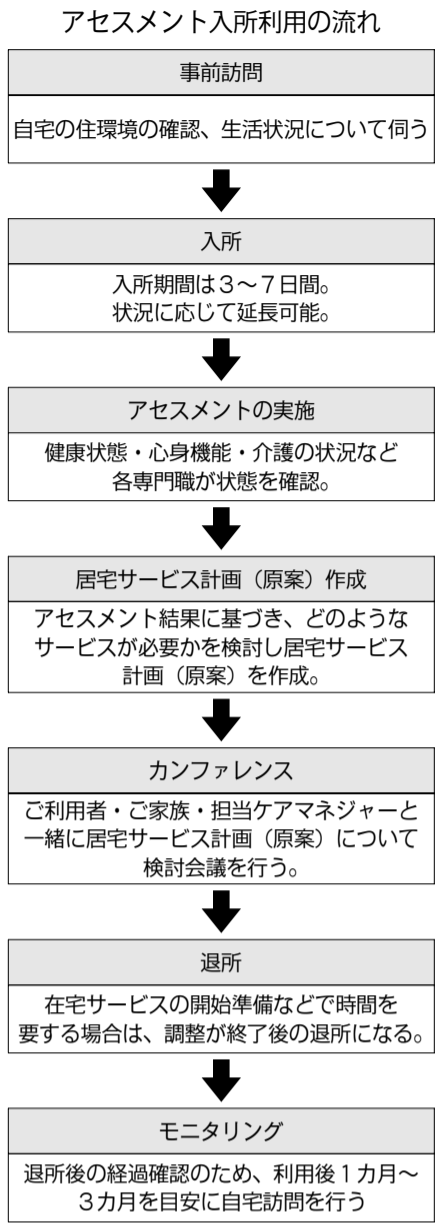 アセスメント入所利用の流れ
事前訪問
自宅の住環境の確認、生活状況について伺う
入所
入所期間は３～７日間。
状況に応じて延長可能。
アセスメントの実施
健康状態・心身機能・介護の状況など
各専門職が状態を確認。
居宅サービス計画（原案）作成
アセスメント結果に基づき、どのような
サービスが必要かを検討し居宅サービス
計画（原案）を作成。
カンファレンス
ご利用者・ご家族・担当ケアマネジャーと
一緒に居宅サービス計画（原案）について
検討会議を行う。
退所
在宅サービスの開始準備などで時間を
要する場合は、調整が終了後の退所になる。
モニタリング
退所後の経過確認のため、利用後１カ月～
３カ月を目安に自宅訪問を行う